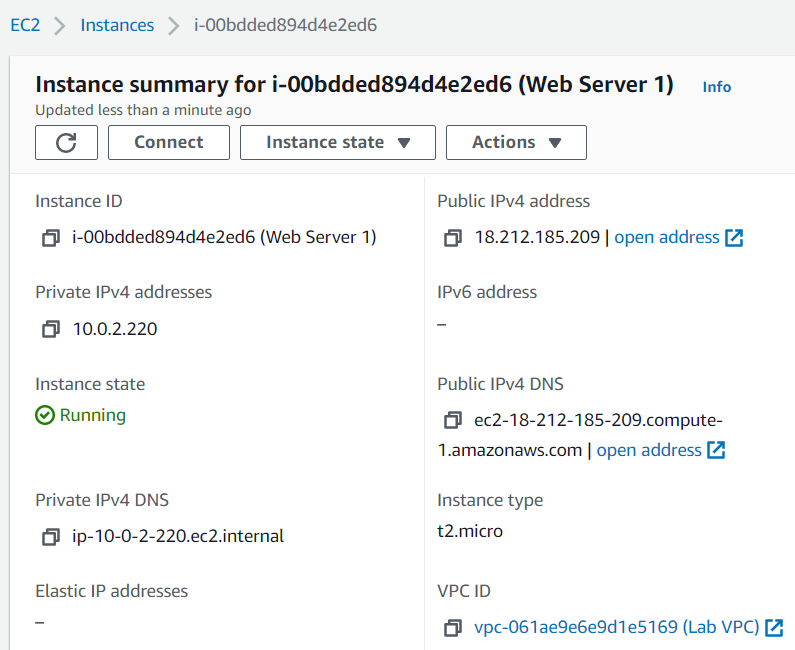 EC2 > Instances > i-00bdded894d4e2ed6
Instance summary for i-00bdded894d4e2ed6 (Web Server 1) Info
Updated less than a minute ago
Connect Instance state ▼ Actions ▼
Instance ID
i-00bdded894d4e2ed6 (Web Server 1)
Public IPv4 address
18.212.185.209 | open address
Private IPv4 addresses
10.0.2.220
IPv6 address
–
Instance state
Running
Public IPv4 DNS
ec2-18-212-185-209.compute-
1.amazonaws.com | open address
Private IPv4 DNS
ip-10-0-2-220.ec2.internal
Instance type
t2.micro
Elastic IP addresses
–
VPC ID
vpc-061ae9e6e9d1e5169 (Lab VPC)